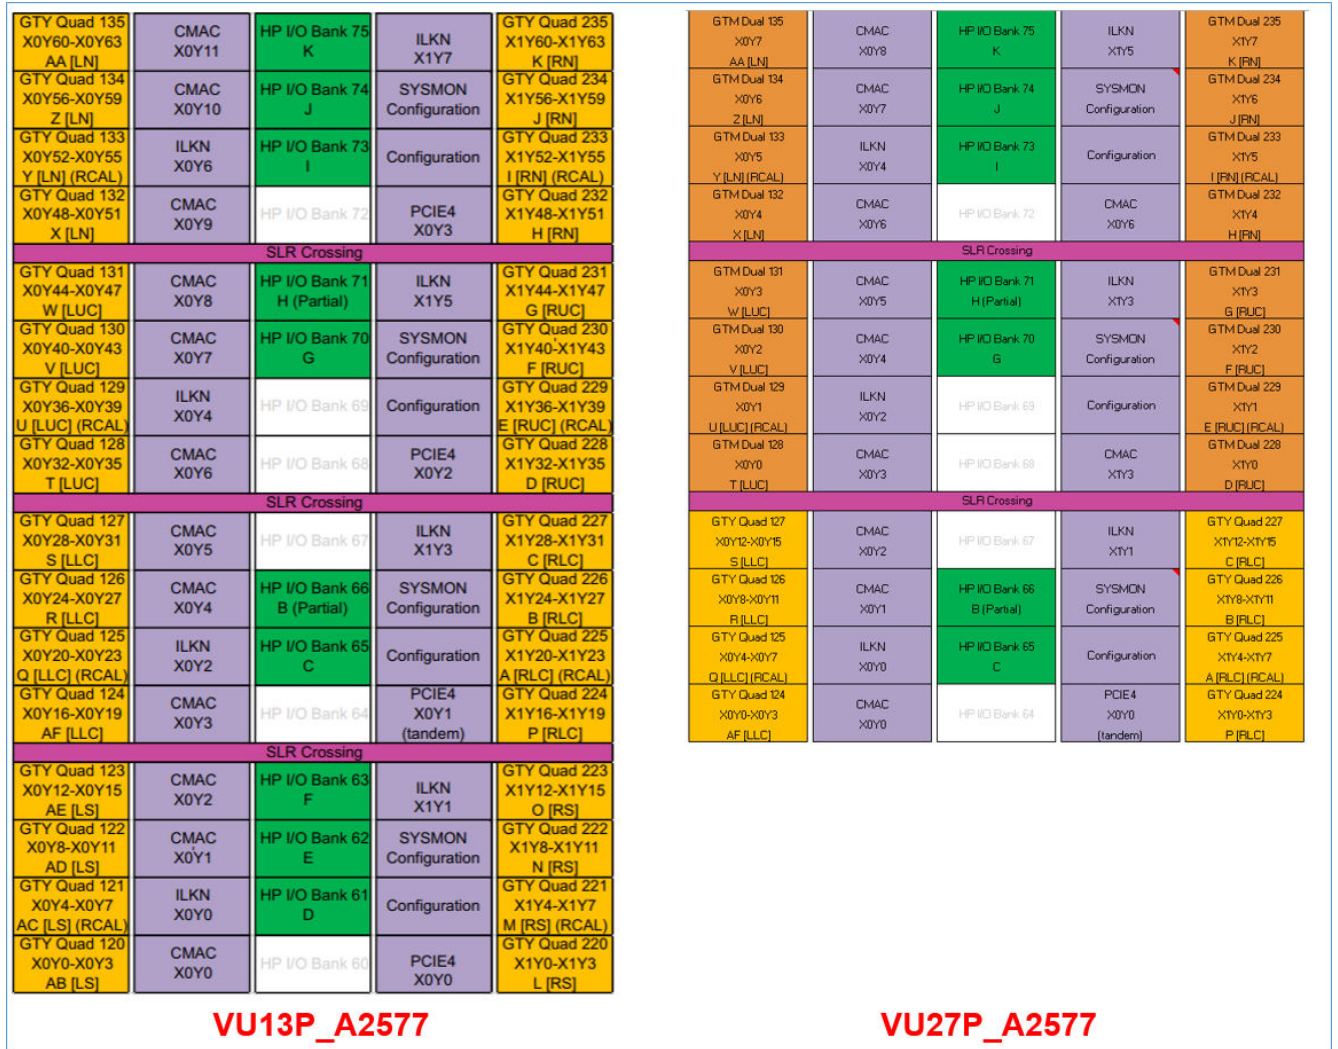 GTY Quad 135
X0Y60-X0Y63
AA [LN]
CMAC
X0Y11
HP I/O Bank 75
K
ILKN
X1Y7
GTY Quad 235
X1Y60-X1Y63
K [RN]
GTY Quad 134
X0Y56-X0Y59
Z [LN]
CMAC
X0Y10
HP I/O Bank 74
J
SYSMON
Configuration
GTY Quad 234
X1Y56-X1Y59
J [RN]
GTY Quad 133
X0Y52-X0Y55
Y [LN] (RCAL)
ILKN
X0Y6
HP I/O Bank 73
I
Configuration
GTY Quad 233
X1Y52-X1Y55
I [RN] (RCAL)
GTY Quad 132
X0Y48-X0Y51
X [LN]
CMAC
X0Y9
HP I/O Bank 72
PCIE4
X0Y3
GTY Quad 232
X1Y48-X1Y51
H [RN]
SLR Crossing
GTY Quad 131
X0Y44-X0Y47
W [LUC]
CMAC
X0Y8
HP I/O Bank 71
H (Partial)
ILKN
X1Y5
GTY Quad 231
X1Y44-X1Y47
G [RUC]
GTY Quad 130
X0Y40-X0Y43
V [LUC]
CMAC
X0Y7
HP I/O Bank 70
G
SYSMON
Configuration
GTY Quad 230
X1Y40-X1Y43
F [RUC]
GTY Quad 129
X0Y36-X0Y39
U [LUC] (RCAL)
ILKN
X0Y4
HP I/O Bank 69
Configuration
GTY Quad 229
X1Y36-X1Y39
E [RUC] (RCAL)
GTY Quad 128
X0Y32-X0Y35
T [LUC]
CMAC
X0Y6
HP I/O Bank 68
PCIE4
X0Y2
GTY Quad 228
X1Y32-X1Y35
D [RUC]
SLR Crossing
GTY Quad 127
X0Y28-X0Y31
S [LLC]
CMAC
X0Y5
HP I/O Bank 67
ILKN
X1Y3
GTY Quad 227
X1Y28-X1Y31
C [RLC]
GTY Quad 126
X0Y24-X0Y27
R [LLC]
CMAC
X0Y4
HP I/O Bank 66
B (Partial)
SYSMON
Configuration
GTY Quad 226
X1Y24-X1Y27
B [RLC]
GTY Quad 125
X0Y20-X0Y23
Q [LLC] (RCAL)
ILKN
X0Y2
HP I/O Bank 65
C
Configuration
GTY Quad 225
X1Y20-X1Y23
A [RLC] (RCAL)
GTY Quad 124
X0Y16-X0Y19
AF [LLC]
CMAC
X0Y3
HP I/O Bank 64
PCIE4
X0Y1
(tandem)
GTY Quad 224
X1Y16-X1Y19
P [RLC]
SLR Crossing
GTY Quad 123
X0Y12-X0Y15
AE [LS]
CMAC
X0Y2
HP I/O Bank 63
F
ILKN
X1Y1
GTY Quad 223
X1Y12-X1Y15
O [RS]
GTY Quad 122
X0Y8-X0Y11
AD [LS]
CMAC
X0Y1
HP I/O Bank 62
E
SYSMON
Configuration
GTY Quad 222
X1Y8-X1Y11
N [RS]
GTY Quad 121
X0Y4-X0Y7
AC [LS] (RCAL)
ILKN
X0Y0
HP I/O Bank 61
D
Configuration
GTY Quad 221
X1Y4-X1Y7
M [RS] (RCAL)
GTY Quad 120
X0Y0-X0Y3
AB [LS]
CMAC
X0Y0
HP I/O Bank 60
PCIE4
X0Y0
GTY Quad 220
X1Y0-X1Y3
L [RS]
VU13P_A2577
GTM Dual 135
X0Y7
AA [LN]
CMAC
X0Y8
HP I/O Bank 75
K
ILKN
X1Y5
GTM Dual 235
X1Y7
K [RN]
GTM Dual 134
X0Y6
Z [LN]
CMAC
X0Y7
HP I/O Bank 74
J
SYSMON
Configuration
GTM Dual 234
X1Y6
J [RN]
GTM Dual 133
X0Y5
Y [LN] (RCAL)
ILKN
X0Y4
HP I/O Bank 73
I
Configuration
GTM Dual 233
X1Y5
I [RN] (RCAL)
GTM Dual 132
X0Y4
X [LN]
CMAC
X0Y6
HP I/O Bank 72
CMAC
X0Y6
GTM Dual 232
X1Y4
H [RN]
SLR Crossing
GTM Dual 131
X0Y3
W [LUC]
CMAC
X0Y5
HP I/O Bank 71
H (Partial)
ILKN
X1Y3
GTM Dual 231
X1Y3
G [RUC]
GTM Dual 130
X0Y2
V [LUC]
CMAC
X0Y4
HP I/O Bank 70
G
SYSMON
Configuration
GTM Dual 230
X1Y2
F [RUC]
GTM Dual 129
X0Y1
U [LUC] (RCAL)
ILKN
X0Y2
HP I/O Bank 69
Configuration
GTM Dual 229
X1Y1
E [RUC] (RCAL)
GTM Dual 128
X0Y0
T [LUC]
CMAC
X0Y3
HP I/O Bank 68
CMAC
X1Y3
GTM Dual 228
X1Y0
D [RUC]
SLR Crossing
GTY Quad 127
X0Y12-X0Y15
S [LLC]
CMAC
X0Y2
HP I/O Bank 67
ILKN
X1Y1
GTY Quad 227
X1Y12-X1Y15
C [RLC]
GTY Quad 126
X0Y8-X0Y11
R [LLC]
CMAC
X0Y1
HP I/O Bank 66
B (Partial)
SYSMON
Configuration
GTY Quad 226
X1Y8-X1Y11
B [RLC]
GTY Quad 125
X0Y4-X0Y7
Q [LLC] (RCAL)
ILKN
X0Y0
HP I/O Bank 65
C
Configuration
GTY Quad 225
X1Y4-X1Y7
A [RLC] (RCAL)
GTY Quad 124
X0Y0-X0Y3
AF [LLC]
CMAC
X0Y0
HP I/O Bank 64
PCIE4
X0Y0
(tandem)
GTY Quad 224
X1Y0-X1Y3
P [RLC]
VU27P_A2577